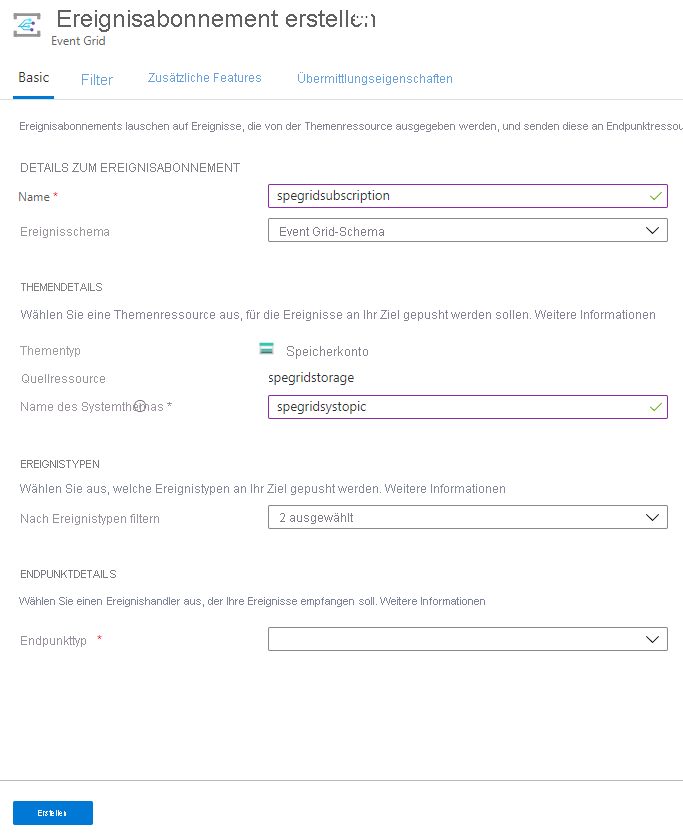 Ereignisabonnement erstellen
Event Grid
Basic Filter Zusätzliche Features Übermittlungseigenschaften
Ereignisabonnements lauschen auf Ereignisse, die von der Themenressource ausgegeben werden, und senden diese an Endpunktressou
DETAILS ZUM EREIGNISABONNEMENT
Name * spegridsubscription
Ereignisschema Event Grid-Schema
THEMENDETAILS
Wählen Sie eine Themenressource aus, für die Ereignisse an Ihr Ziel gepusht werden sollen. Weitere Informationen
Thementyp Speicherkonto
Quellressource spegridstorage
Name des Systemthemas * spegridsystopic
EREIGNISTYPEN
Wählen Sie aus, welche Ereignistypen an Ihr Ziel gepusht werden. Weitere Informationen
Nach Ereignistypen filtern 2 ausgewählt
ENDPUNKTDETAILS
Wählen Sie einen Ereignishandler aus, der Ihre Ereignisse empfangen soll. Weitere Informationen
Endpunkttyp *
Erstellen